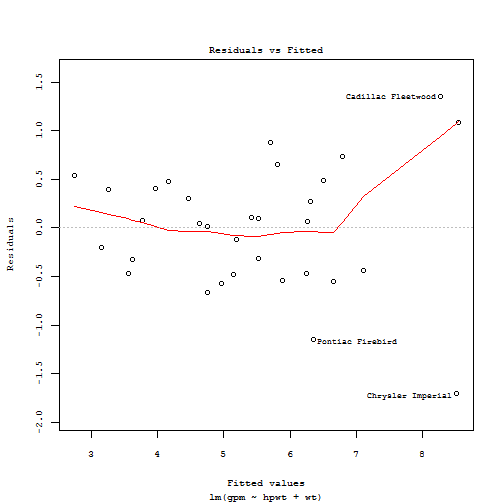 Residuals vs Fitted
1.5
Cadillac Fleetwood
1.0
0.5
0.0
Residuals
-0.5
-1.0
Pontiac Firebird
-1.5
Chrysler Imperial
-2.0
3 4 5 6 7 8
Fitted values
lm(gpm ~ hpwt + wt)